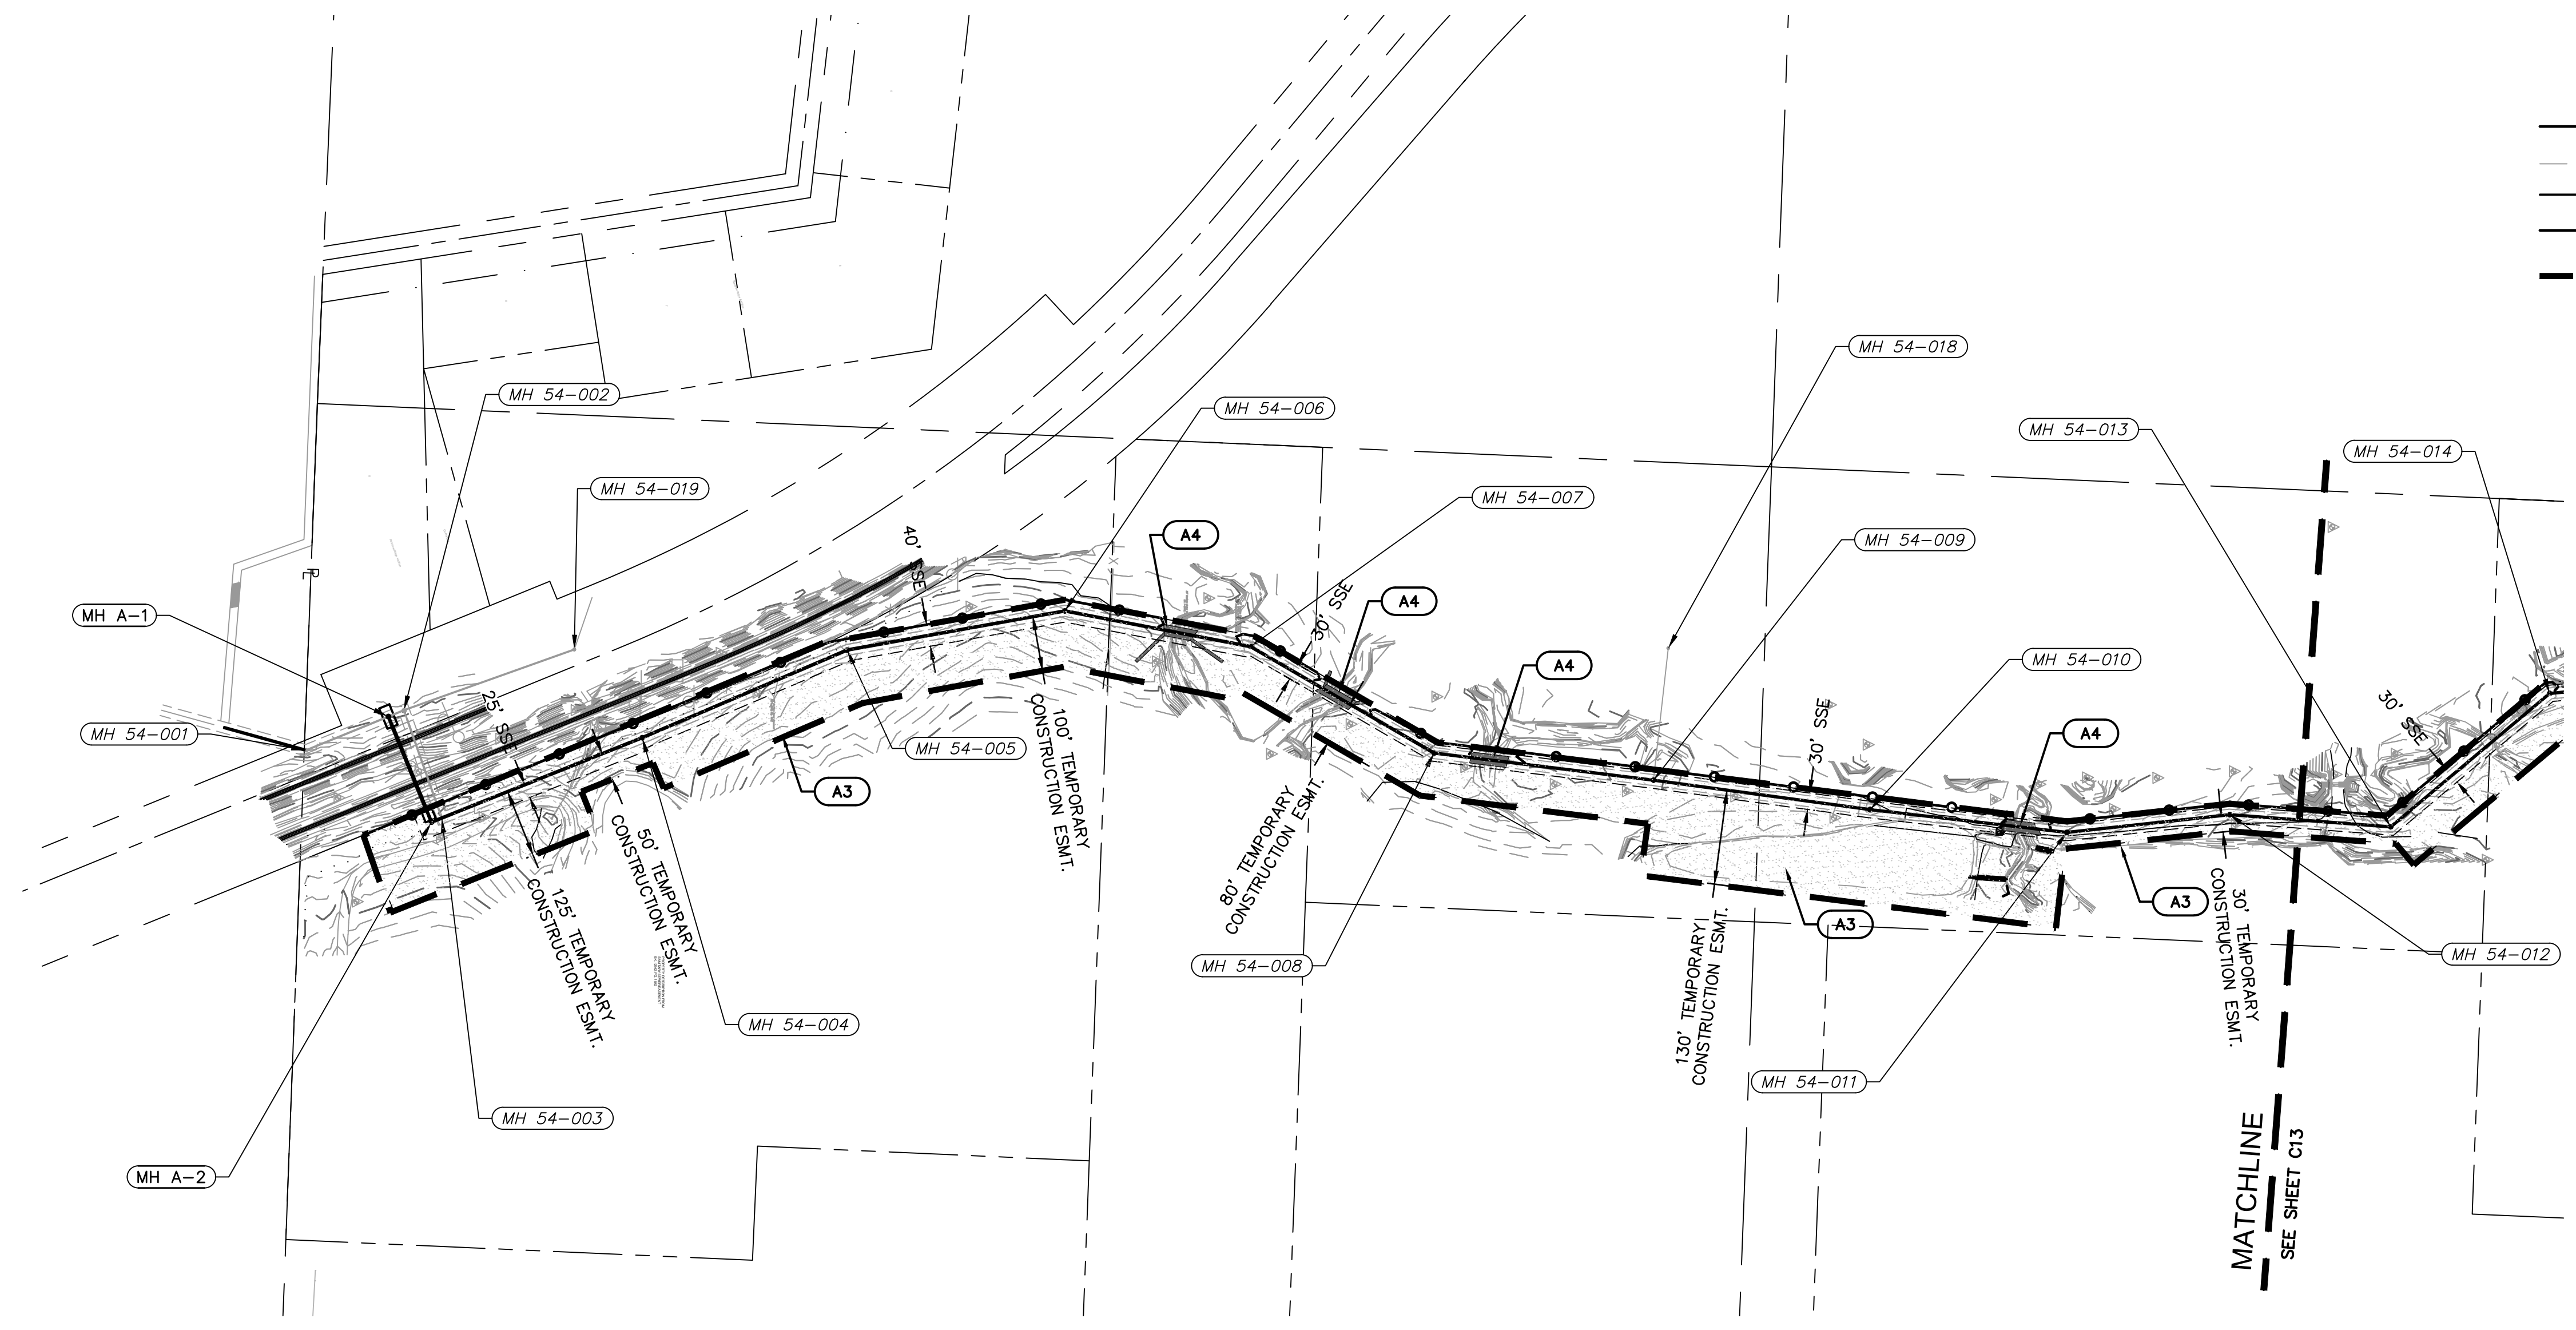 MH 54-018
MH 54-002
MH 54-006
MH 54-013
MH 54-014
MH 54-019
MH 54-007
A4
40' SSE
MH 54-009
30' SSE
A4
PL
MH A-1
A4
MH 54-010
25' SSE
30' SSE
30' SSE
MH 54-001
A4
MH 54-005
100' TEMPORARY
CONSTRUCTION ESMT.
A3
50' TEMPORARY
CONSTRUCTION ESMT.
80' TEMPORARY
CONSTRUCTION ESMT.
125' TEMPORARY
CONSTRUCTION ESMT.
A3
A3
30' TEMPORARY
CONSTRUCTION ESMT.
130' TEMPORARY
CONSTRUCTION ESMT.
MH 54-008
MH 54-012
MH 54-004
MH 54-011
MH 54-003
MH A-2
MATCHLINE
SEE SHEET C13